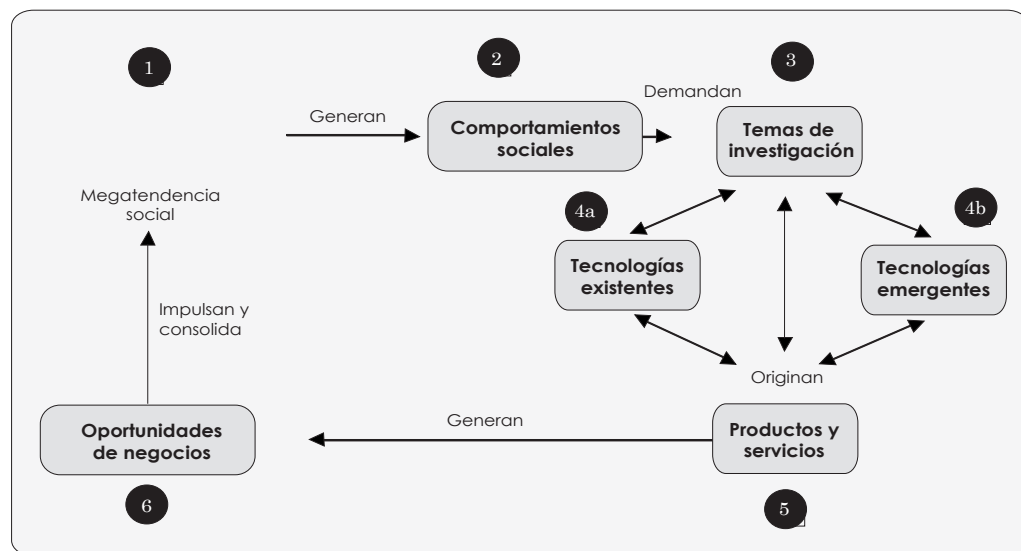 1
2
3
Demandan
Generan
Comportamientos
sociales
Temas de
investigación
Megatendencia
social
4a
4b
Tecnologías
existentes
Tecnologías
emergentes
Impulsan y
consolida
Originan
Generan
Oportunidades
de negocios
Productos y
servicios
6
5